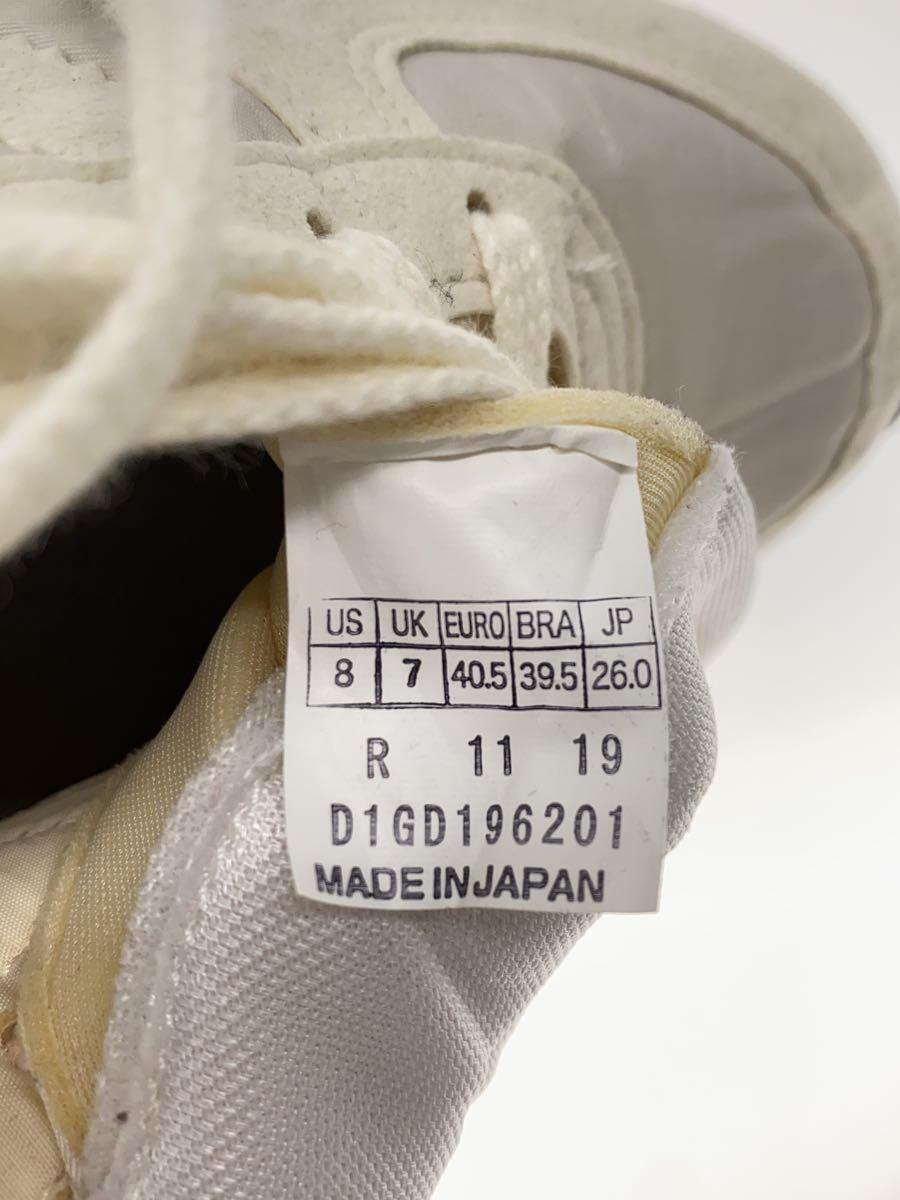 US UK EURO BRA JP
8 7 40.5 39.5 26.0
R 11 19
D1GD196201
MADE IN JAPAN